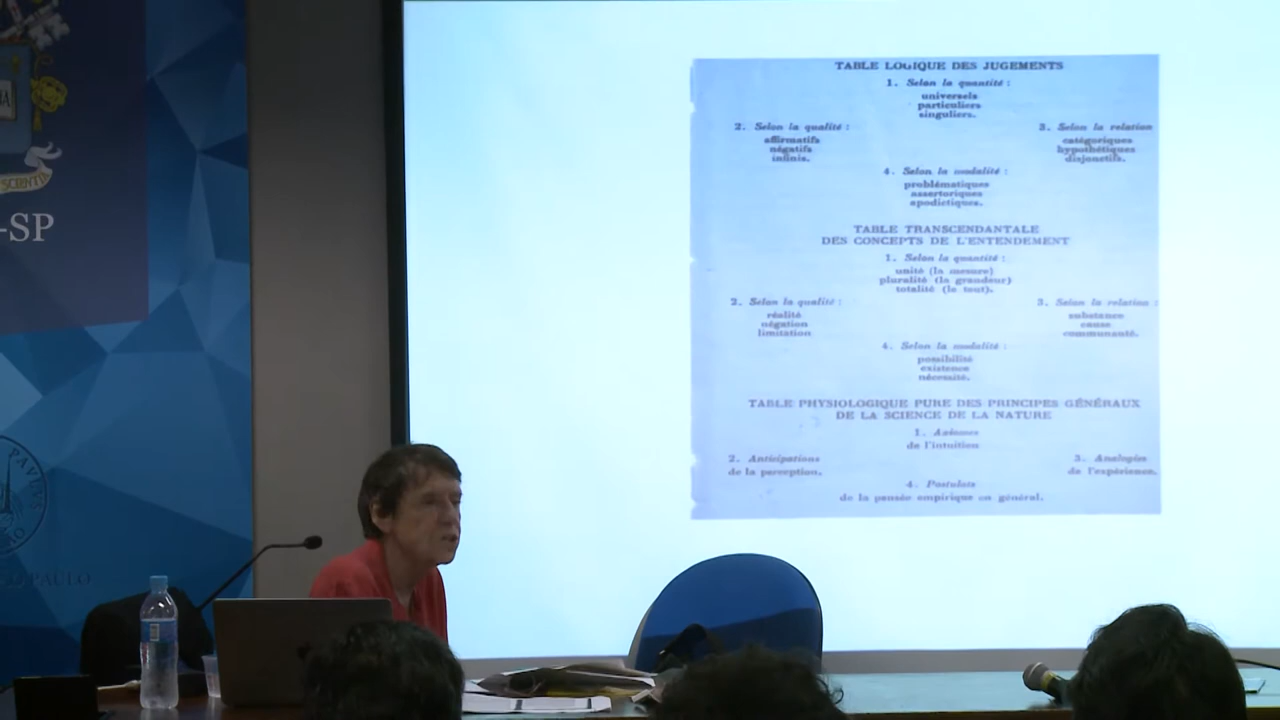 SCIENTI
-SP
PAVLVS
PAULO
TABLE LOGIQUE DES JUGEMENTS
1. Selon la quantité :
universels
particuliers
singuliers.
2. Selon la qualité :
affirmatifs
négatifs
infinis.
3. Selon la relation
catégoriques
hypothétiques
disjonctifs.
4. Selon la modalité :
problématiques
assertoriques
apodictiques.
TABLE TRANSCENDANTALE
DES CONCEPTS DE L'ENTENDEMENT
1. Selon la quantité :
unité (la mesure)
pluralité (la grandeur)
totalité (le tout).
2. Selon la qualité :
réalité
négation
limitation
3. Selon la relation :
substance
cause
communauté.
4. Selon la modalité :
possibilité
existence
nécessité.
TABLE PHYSIOLOGIQUE PURE DES PRINCIPES GÉNÉRAUX
DE LA SCIENCE DE LA NATURE
1. Axiomes
de l'intuition
2. Anticipations
de la perception.
3. Analogies
de l'expérience.
4. Postulats
de la pensée empirique en général.